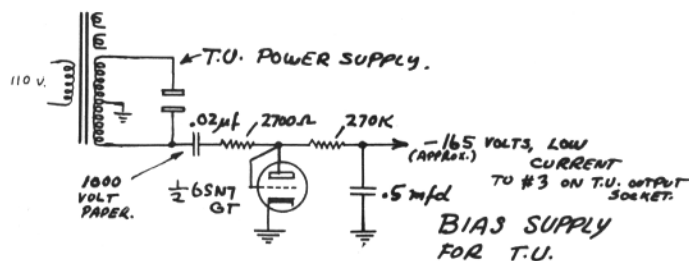 T.U. POWER SUPPLY.
110 V.
.02µf
2700Ω
270K
-165 VOLTS, LOW
(APPROX.)
CURRENT
TO #3 ON T.U. OUTPUT
SOCKET.
1000
VOLT
PAPER.
½ 6SN7
GT
.5 mfd
BIAS SUPPLY
FOR T.U.